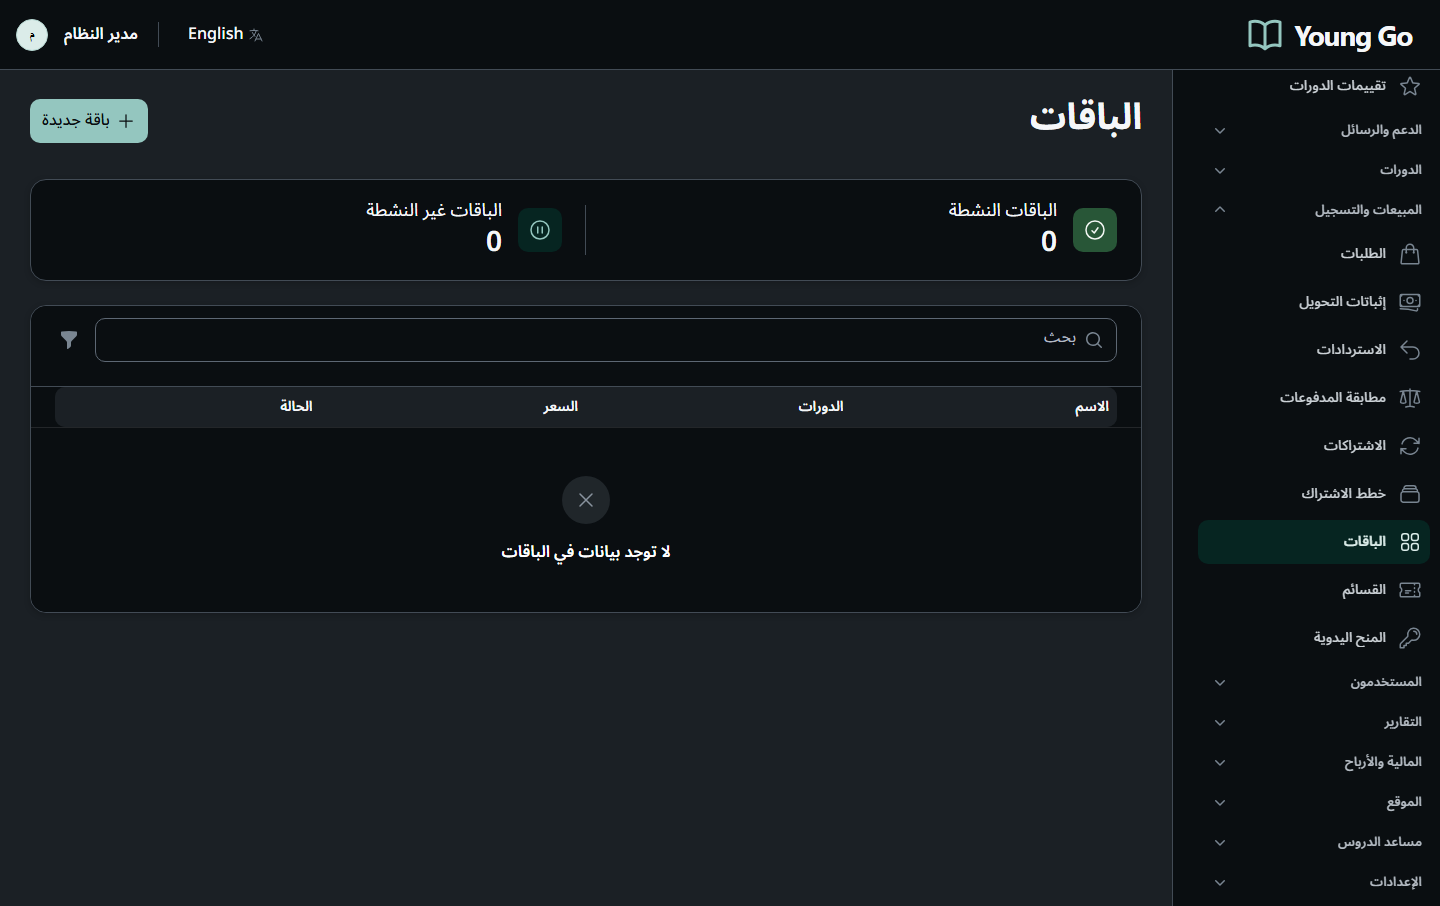 Young Go
English
مدير النظام
م
تقييمات الدورات
الدعم والرسائل
الدورات
المبيعات والتسجيل
الطلبات
إثباتات التحويل
الاستردادات
مطابقة المدفوعات
الاشتراكات
خطط الاشتراك
الباقات
القسائم
المنح اليدوية
المستخدمون
التقارير
المالية والأرباح
الموقع
مساعد الدروس
الإعدادات
الباقات
باقة جديدة
الباقات النشطة
0
الباقات غير النشطة
0
بحث
الاسم الدورات السعر الحالة
لا توجد بيانات في الباقات